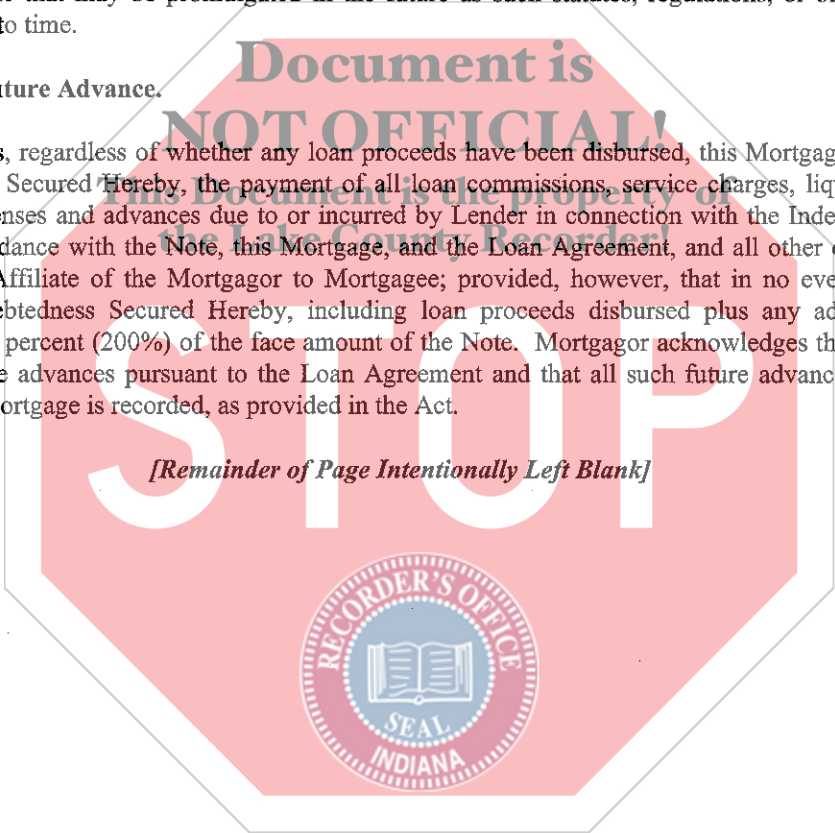 to time.
Document is
uture Advance.
NOT OFFICIAL!
s, regardless of whether any loan proceeds have been disbursed, this Mortgag
Secured Hereby, the payment of all loan commissions, service charges, liq
This Document is the property of
enses and advances due to or incurred by Lender in connection with the Inde
the Lake County Recorder!
dance with the Note, this Mortgage, and the Loan Agreement, and all other
Affiliate of the Mortgagor to Mortgagee; provided, however, that in no eve
ebtedness Secured Hereby, including loan proceeds disbursed plus any ad
percent (200%) of the face amount of the Note. Mortgagor acknowledges th
e advances pursuant to the Loan Agreement and that all such future advanc
ortgage is recorded, as provided in the Act.
STOP
[Remainder of Page Intentionally Left Blank]
RECORDER'S OFFICE
SEAL
INDIANA